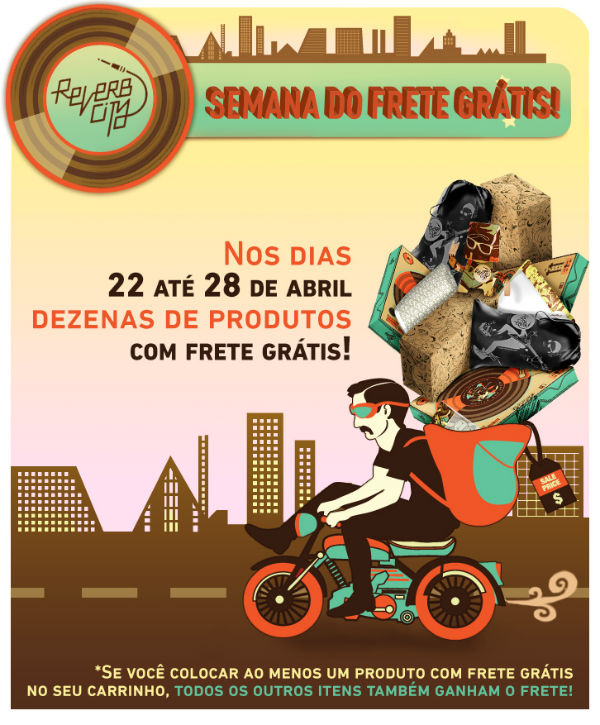 REVERB
CITY
SEMANA DO FRETE GRÁTIS!
NOS DIAS
22 ATÉ 28 DE ABRIL
DEZENAS DE PRODUTOS
COM FRETE GRÁTIS!
SALE
PRICE
$
*SE VOCÊ COLOCAR AO MENOS UM PRODUTO COM FRETE GRÁTIS
NO SEU CARRINHO, TODOS OS OUTROS ITENS TAMBÉM GANHAM O FRETE!